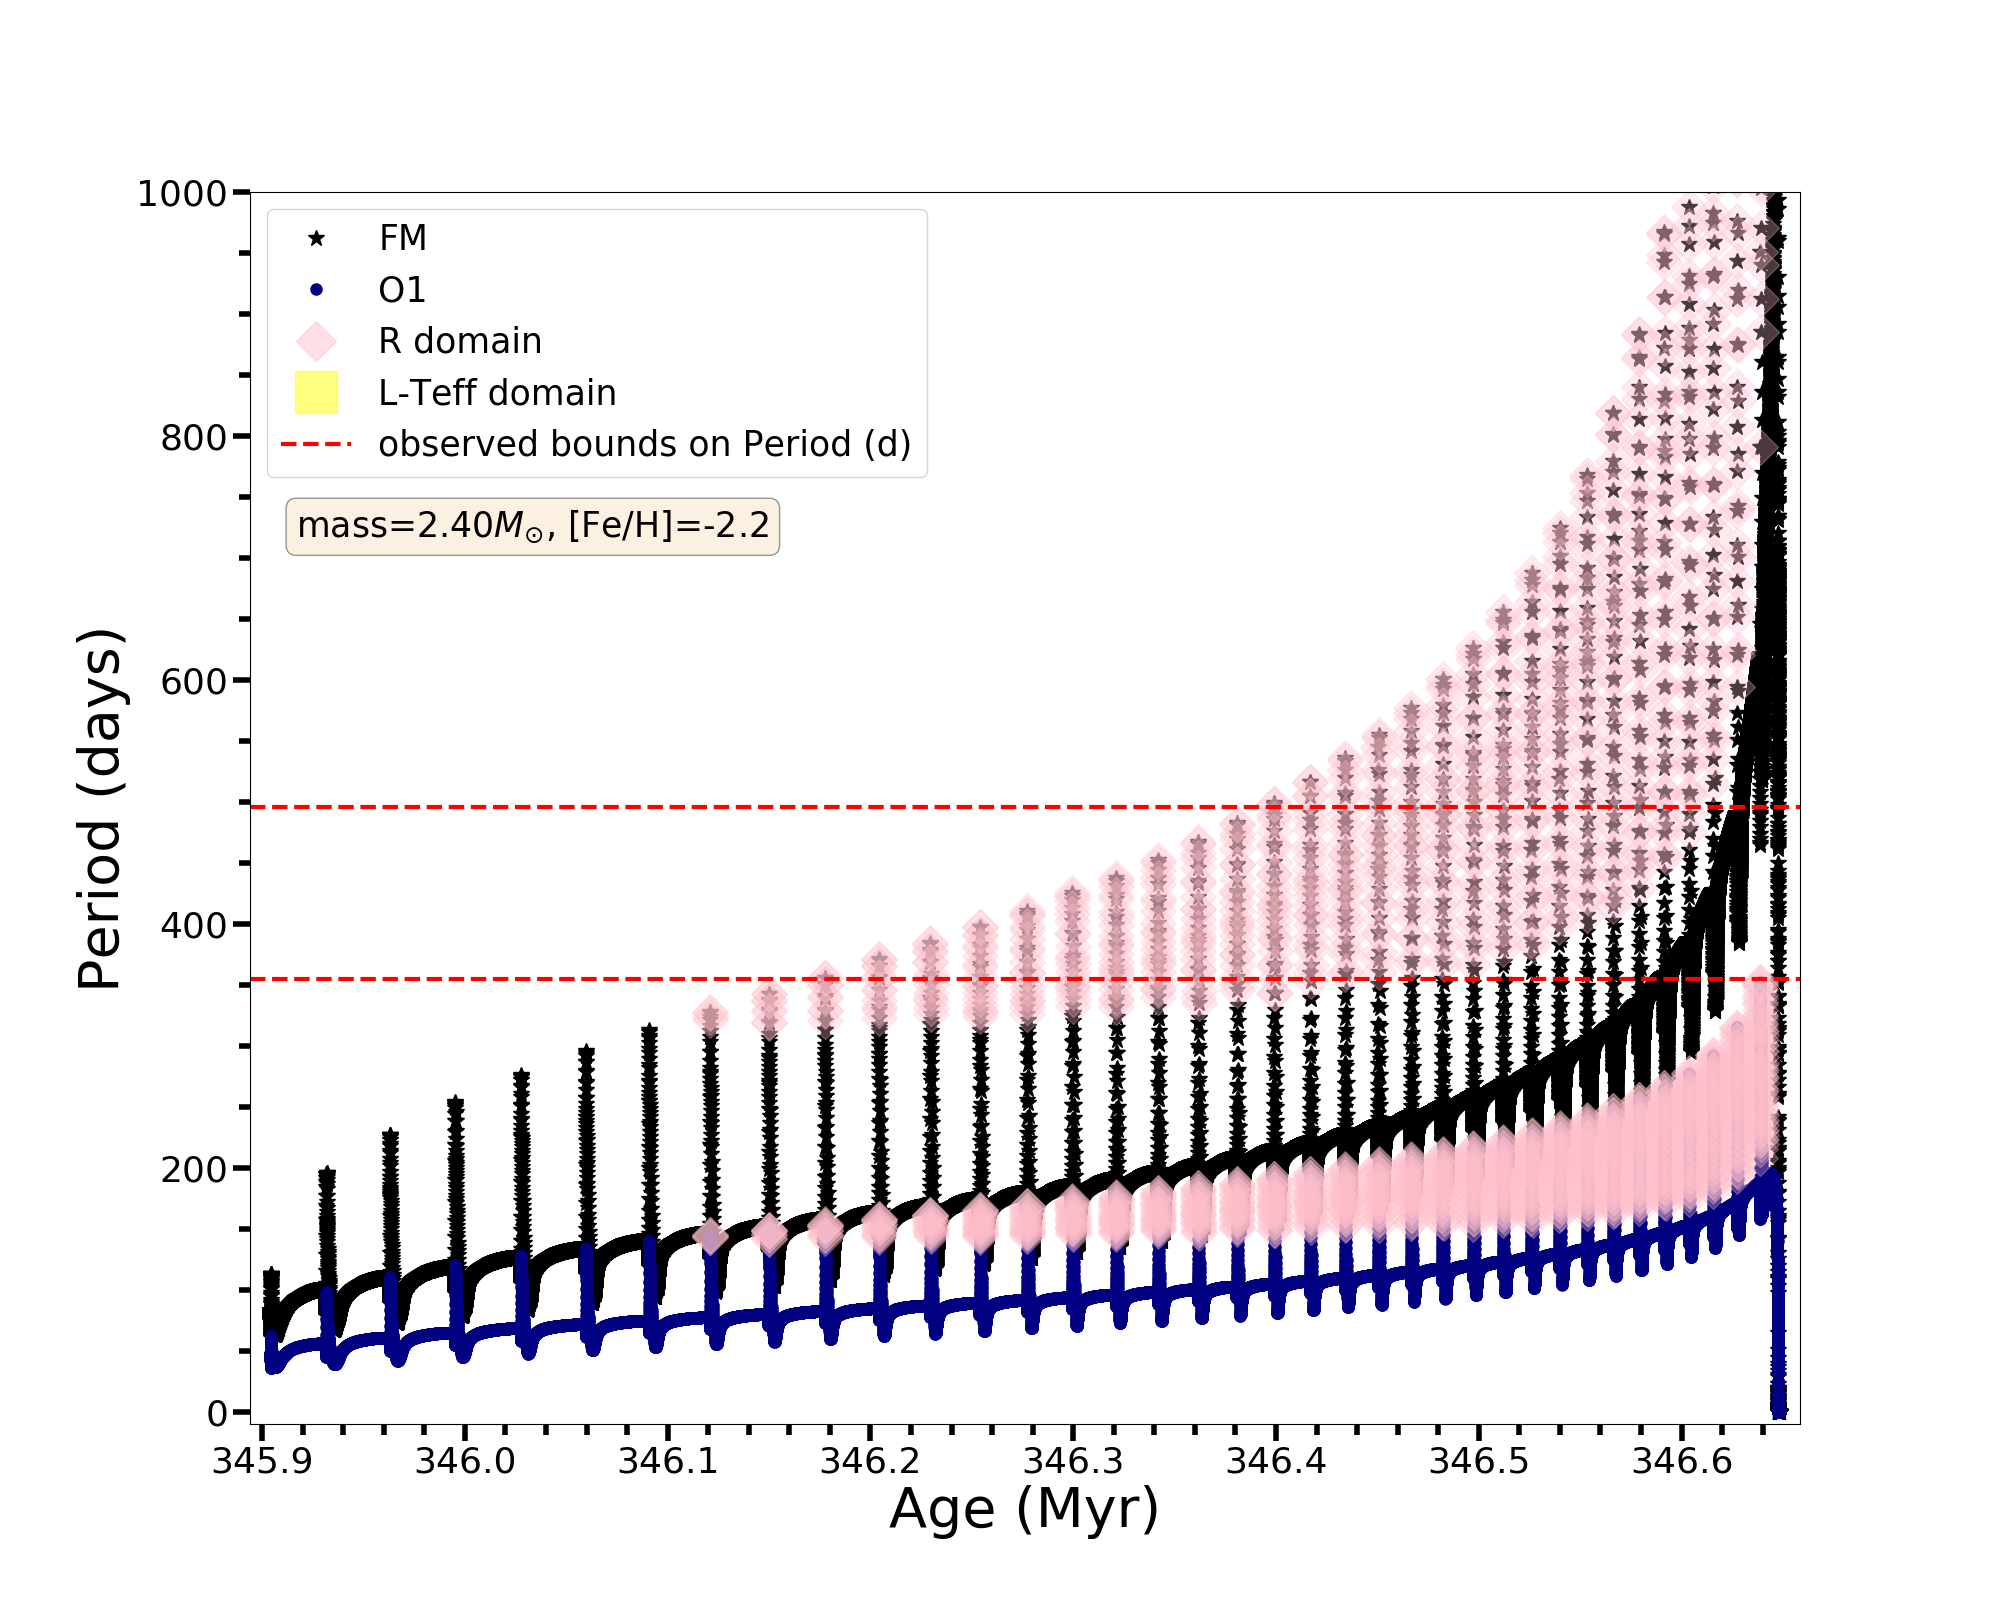 1000
800
600
400
200
0
Period (days)
FM
O1
R domain
L-Teff domain
observed bounds on Period (d)
mass=2.40M⊙, [Fe/H]=-2.2
345.9 346.0 346.1 346.2 346.3 346.4 346.5 346.6
Age (Myr)